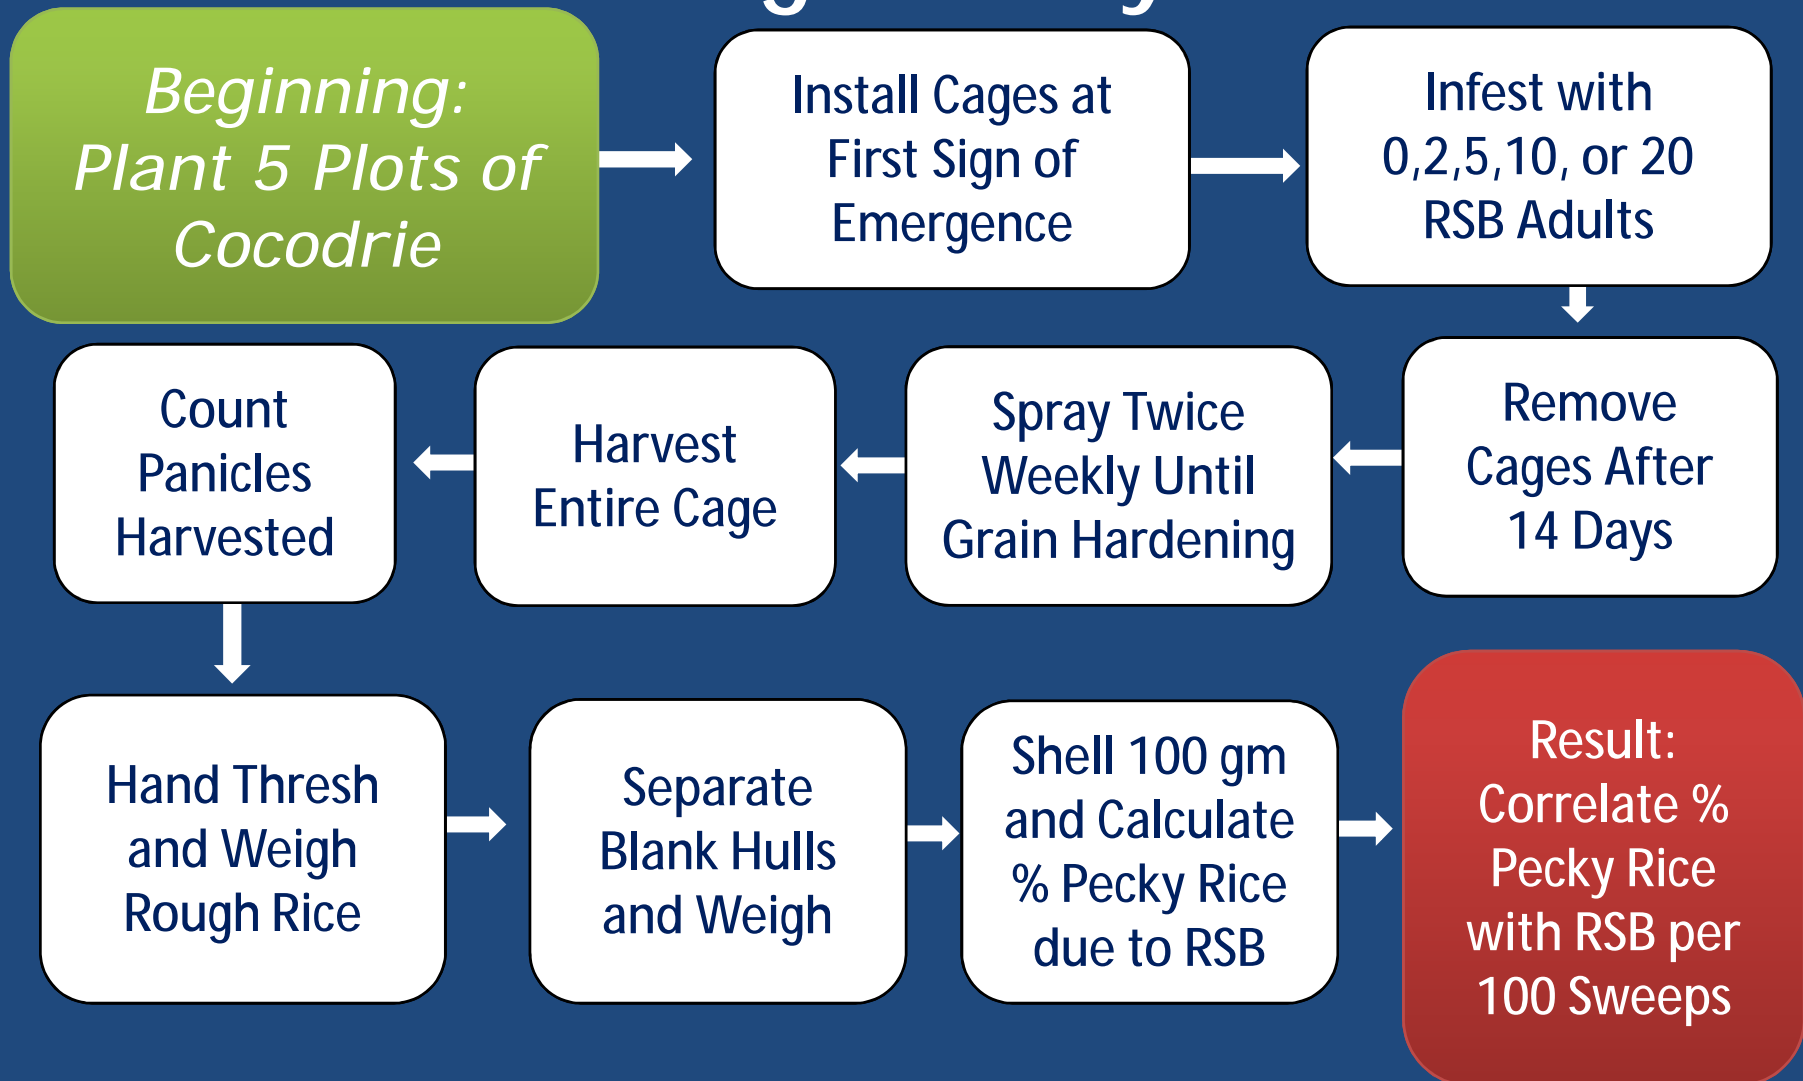 Beginning:
Plant 5 Plots of
Cocodrie
Install Cages at
First Sign of
Emergence
Infest with
0,2,5,10, or 20
RSB Adults
Remove
Cages After
14 Days
Spray Twice
Weekly Until
Grain Hardening
Harvest
Entire Cage
Count
Panicles
Harvested
Hand Thresh
and Weigh
Rough Rice
Separate
Blank Hulls
and Weigh
Shell 100 gm
and Calculate
% Pecky Rice
due to RSB
Result:
Correlate %
Pecky Rice
with RSB per
100 Sweeps